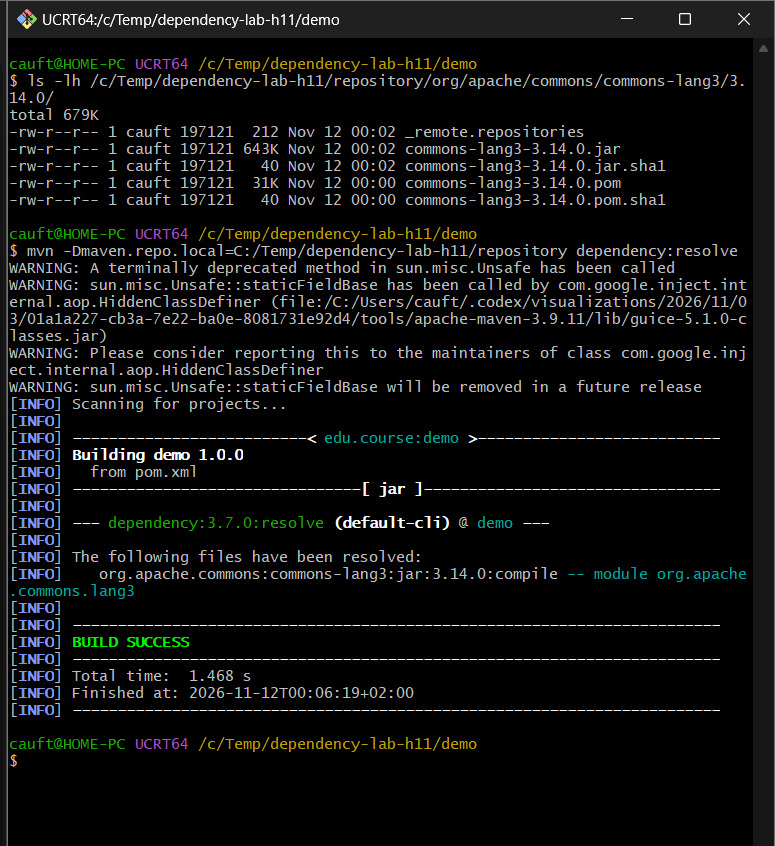 UCRT64:/c/Temp/dependency-lab-h11/demo
cauft@HOME-PC UCRT64 /c/Temp/dependency-lab-h11/demo
$ ls -lh /c/Temp/dependency-lab-h11/repository/org/apache/commons/commons-lang3/3.
14.0/
total 679K
-rw-r--r-- 1 cauft 197121  212 Nov 12 00:02 _remote.repositories
-rw-r--r-- 1 cauft 197121 643K Nov 12 00:02 commons-lang3-3.14.0.jar
-rw-r--r-- 1 cauft 197121   40 Nov 12 00:02 commons-lang3-3.14.0.jar.sha1
-rw-r--r-- 1 cauft 197121  31K Nov 12 00:00 commons-lang3-3.14.0.pom
-rw-r--r-- 1 cauft 197121   40 Nov 12 00:00 commons-lang3-3.14.0.pom.sha1
cauft@HOME-PC UCRT64 /c/Temp/dependency-lab-h11/demo
$ mvn -Dmaven.repo.local=C:/Temp/dependency-lab-h11/repository dependency:resolve
WARNING: A terminally deprecated method in sun.misc.Unsafe has been called
WARNING: sun.misc.Unsafe::staticFieldBase has been called by com.google.inject.int
ernal.aop.HiddenClassDefiner (file:/C:/Users/cauft/.codex/visualizations/2026/11/0
3/01a1a227-cb3a-7e22-ba0e-8081731e92d4/tools/apache-maven-3.9.11/lib/guice-5.1.0-c
lasses.jar)
WARNING: Please consider reporting this to the maintainers of class com.google.inj
ect.internal.aop.HiddenClassDefiner
WARNING: sun.misc.Unsafe::staticFieldBase will be removed in a future release
[INFO] Scanning for projects...
[INFO]
[INFO] ---------------------------< edu.course:demo >----------------------------
[INFO] Building demo 1.0.0
[INFO]   from pom.xml
[INFO] --------------------------------[ jar ]---------------------------------
[INFO]
[INFO] --- dependency:3.7.0:resolve (default-cli) @ demo ---
[INFO]
[INFO] The following files have been resolved:
[INFO]    org.apache.commons:commons-lang3:jar:3.14.0:compile -- module org.apache
.commons.lang3
[INFO]
[INFO] ------------------------------------------------------------------------
[INFO] BUILD SUCCESS
[INFO] ------------------------------------------------------------------------
[INFO] Total time:  1.468 s
[INFO] Finished at: 2026-11-12T00:06:19+02:00
[INFO] ------------------------------------------------------------------------
cauft@HOME-PC UCRT64 /c/Temp/dependency-lab-h11/demo
$